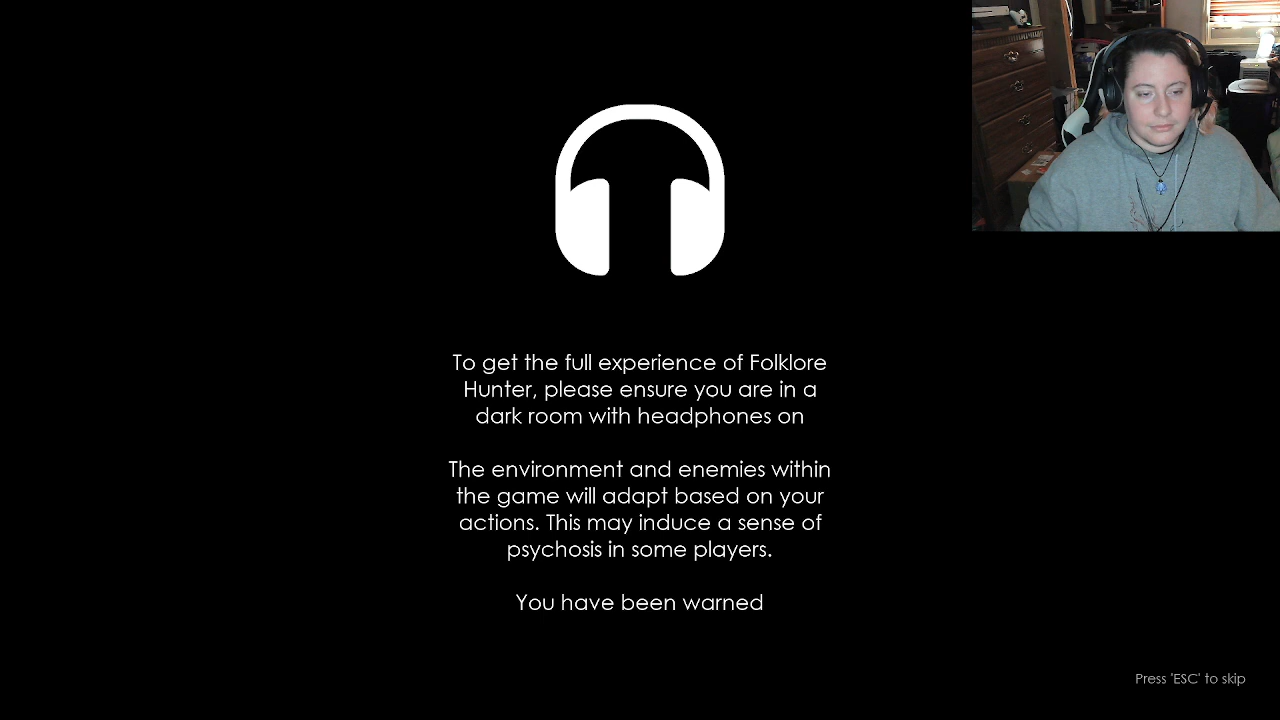 To get the full experience of Folklore
Hunter, please ensure you are in a
dark room with headphones on
The environment and enemies within
the game will adapt based on your
actions. This may induce a sense of
psychosis in some players.
You have been warned
Press 'ESC' to skip